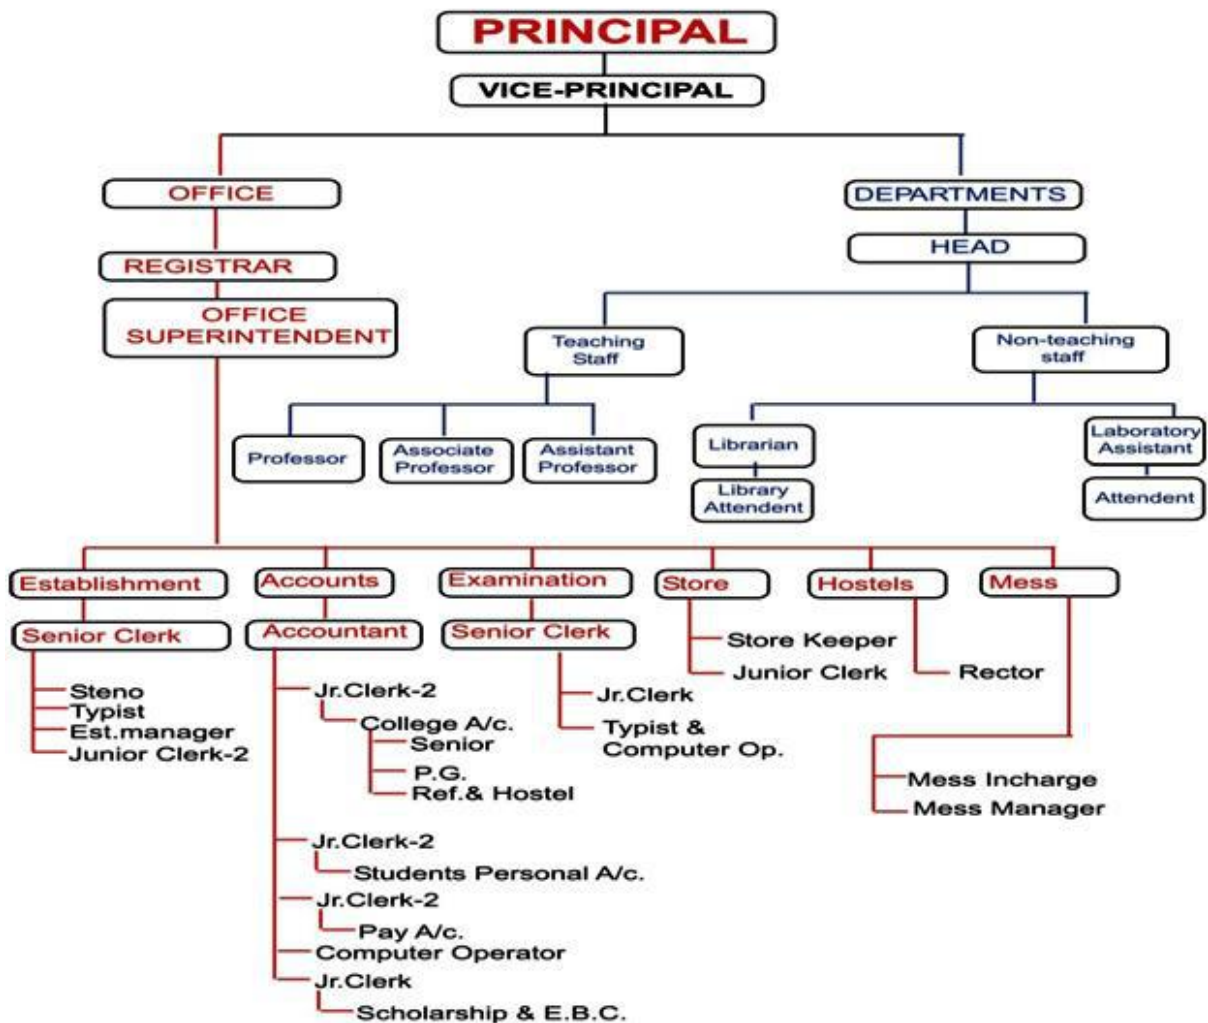 PRINCIPAL
VICE-PRINCIPAL
OFFICE
DEPARTMENTS
REGISTRAR
HEAD
OFFICE
SUPERINTENDENT
Teaching
Staff
Non-teaching
staff
Professor
Associate
Professor
Assistant
Professor
Librarian
Laboratory
Assistant
Library
Attendent
Attendent
Establishment
Accounts
Examination
Store
Hostels
Mess
Senior Clerk
Accountant
Senior Clerk
Steno
Typist
Est.manager
Junior Clerk-2
Jr.Clerk-2
College A/c.
Senior
P.G.
Ref.& Hostel
Jr.Clerk-2
Students Personal A/c.
Jr.Clerk-2
Pay A/c.
Computer Operator
Jr.Clerk
Scholarship & E.B.C.
Jr.Clerk
Typist &
Computer Op.
Store Keeper
Junior Clerk
Rector
Mess Incharge
Mess Manager